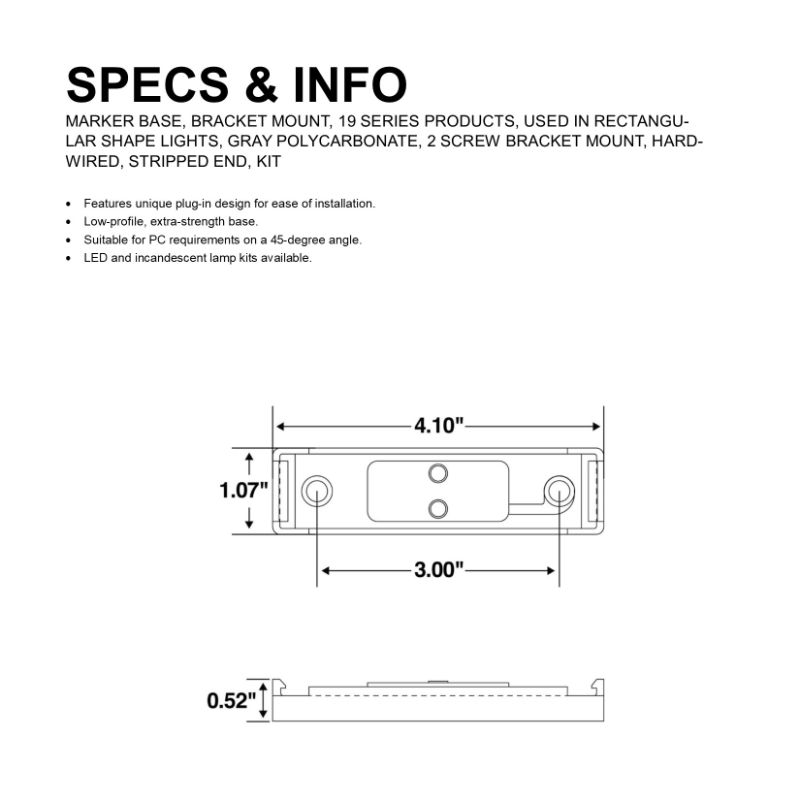 SPECS & INFO
MARKER BASE, BRACKET MOUNT, 19 SERIES PRODUCTS, USED IN RECTANGU-
LAR SHAPE LIGHTS, GRAY POLYCARBONATE, 2 SCREW BRACKET MOUNT, HARD-
WIRED, STRIPPED END, KIT
• Features unique plug-in design for ease of installation.
• Low-profile, extra-strength base.
• Suitable for PC requirements on a 45-degree angle.
• LED and incandescent lamp kits available.
4.10"
1.07"
3.00"
0.52"